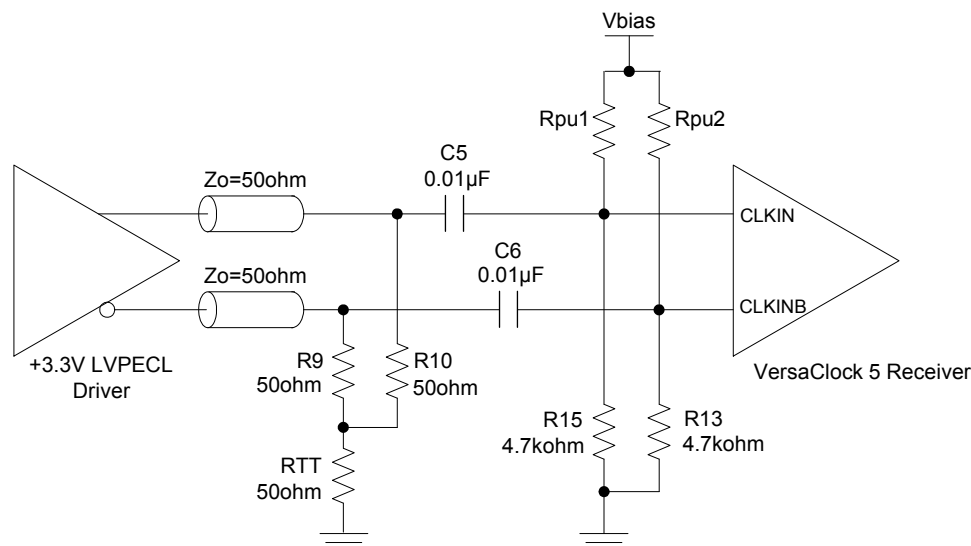 Vbias
Rpu1
Rpu2
C5
0.01µF
Zo=50ohm
CLKIN
C6
0.01µF
Zo=50ohm
CLKINB
+3.3V LVPECL
Driver
R9
50ohm
R10
50ohm
VersaClock 5 Receiver
R15
4.7kohm
R13
4.7kohm
RTT
50ohm